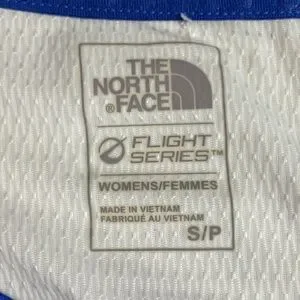 THE
NORTH
FACE
FLIGHT
SERIES™
WOMENS/FEMMES
MADE IN VIETNAM
FABRIQUÉ AU VIETNAM
S/P